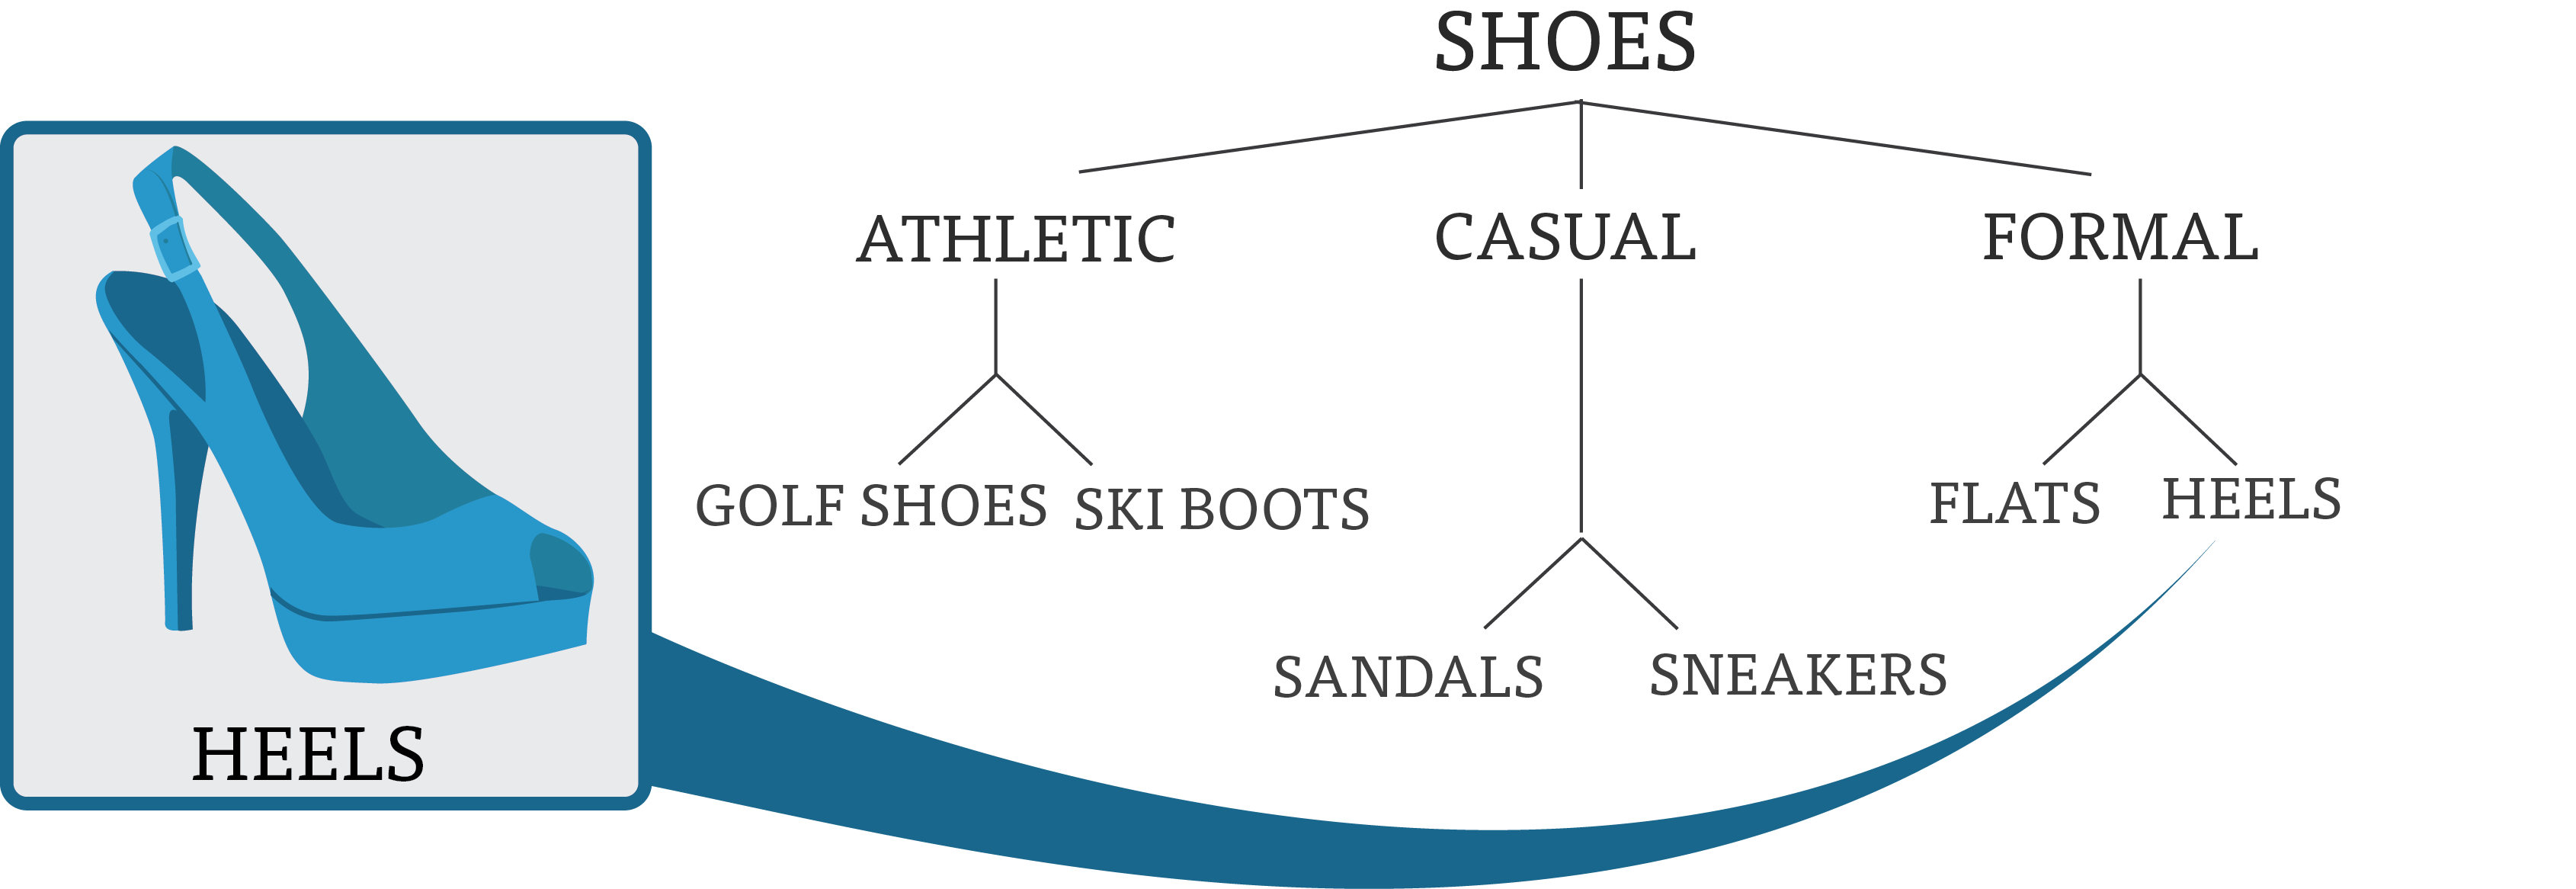 SHOES
ATHLETIC
CASUAL
FORMAL
GOLF SHOES
SKI BOOTS
FLATS
HEELS
SANDALS
SNEAKERS
HEELS